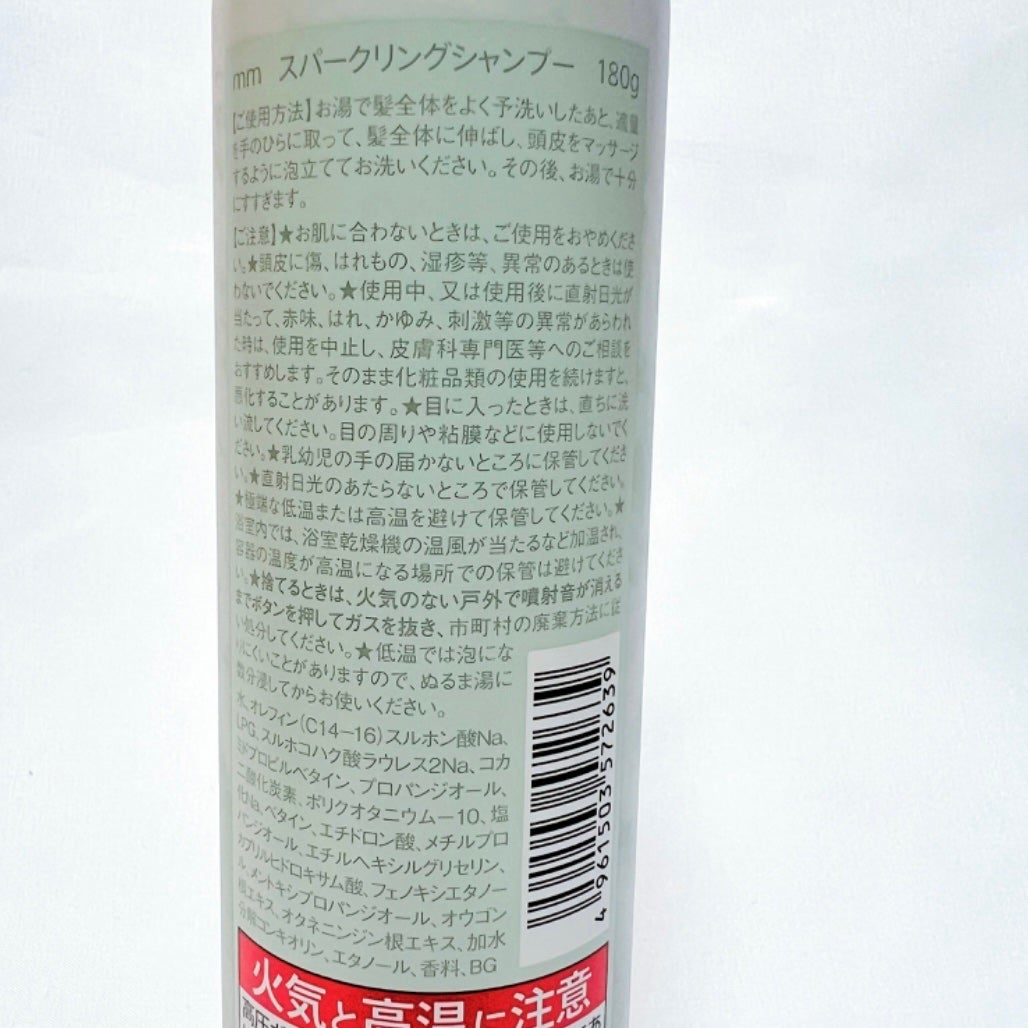 mm スパークリングシャンプー 180g
【ご使用方法】お湯で髪全体をよく予洗いしたあと、適量
を手のひらに取って、髪全体に伸ばし、頭皮をマッサージ
するように泡立ててお洗いください。その後、お湯で十分
にすすぎます。
【ご注意】★お肌に合わないときは、ご使用をおやめくださ
い。★頭皮に傷、はれもの、湿疹等、異常のあるときは使
わないでください。★使用中、又は使用後に直射日光が
当たって、赤味、はれ、かゆみ、刺激等の異常があらわれ
た時は、使用を中止し、皮膚科専門医等へのご相談を
おすすめします。そのまま化粧品類の使用を続けますと、
悪化することがあります。★目に入ったときは、直ちに洗
い流してください。目の周りや粘膜などに使用しないでく
ださい。★乳幼児の手の届かないところに保管してくださ
い。★直射日光のあたらないところで保管してください。
★極端な低温または高温を避けて保管してください。★
浴室内では、浴室乾燥機の温風が当たるなど加温され、
容器の温度が高温になる場所での保管は避けてくださ
い。★捨てるときは、火気のない戸外で噴射音が消える
までボタンを押してガスを抜き、市町村の廃棄方法に従
い処分してください。★低温では泡にな
りにくいことがありますので、ぬるま湯に
数分浸してからお使いください。
水、オレフィン(C14-16)スルホン酸Na、
LPG、スルホコハク酸ラウレス2Na、コカ
ミドプロピルベタイン、プロパンジオール、
二酸化炭素、ポリクオタニウム-10、塩
化Na、ベタイン、エチドロン酸、メチルプロ
パンジオール、エチルヘキシルグリセリン、
カプリルヒドロキサム酸、フェノキシエタノー
ル、メントキシプロパンジオール、オウゴン
根エキス、オタネニンジン根エキス、加水
分解コンキオリン、エタノール、香料、BG
4 961503 572639
火気と高温に注意